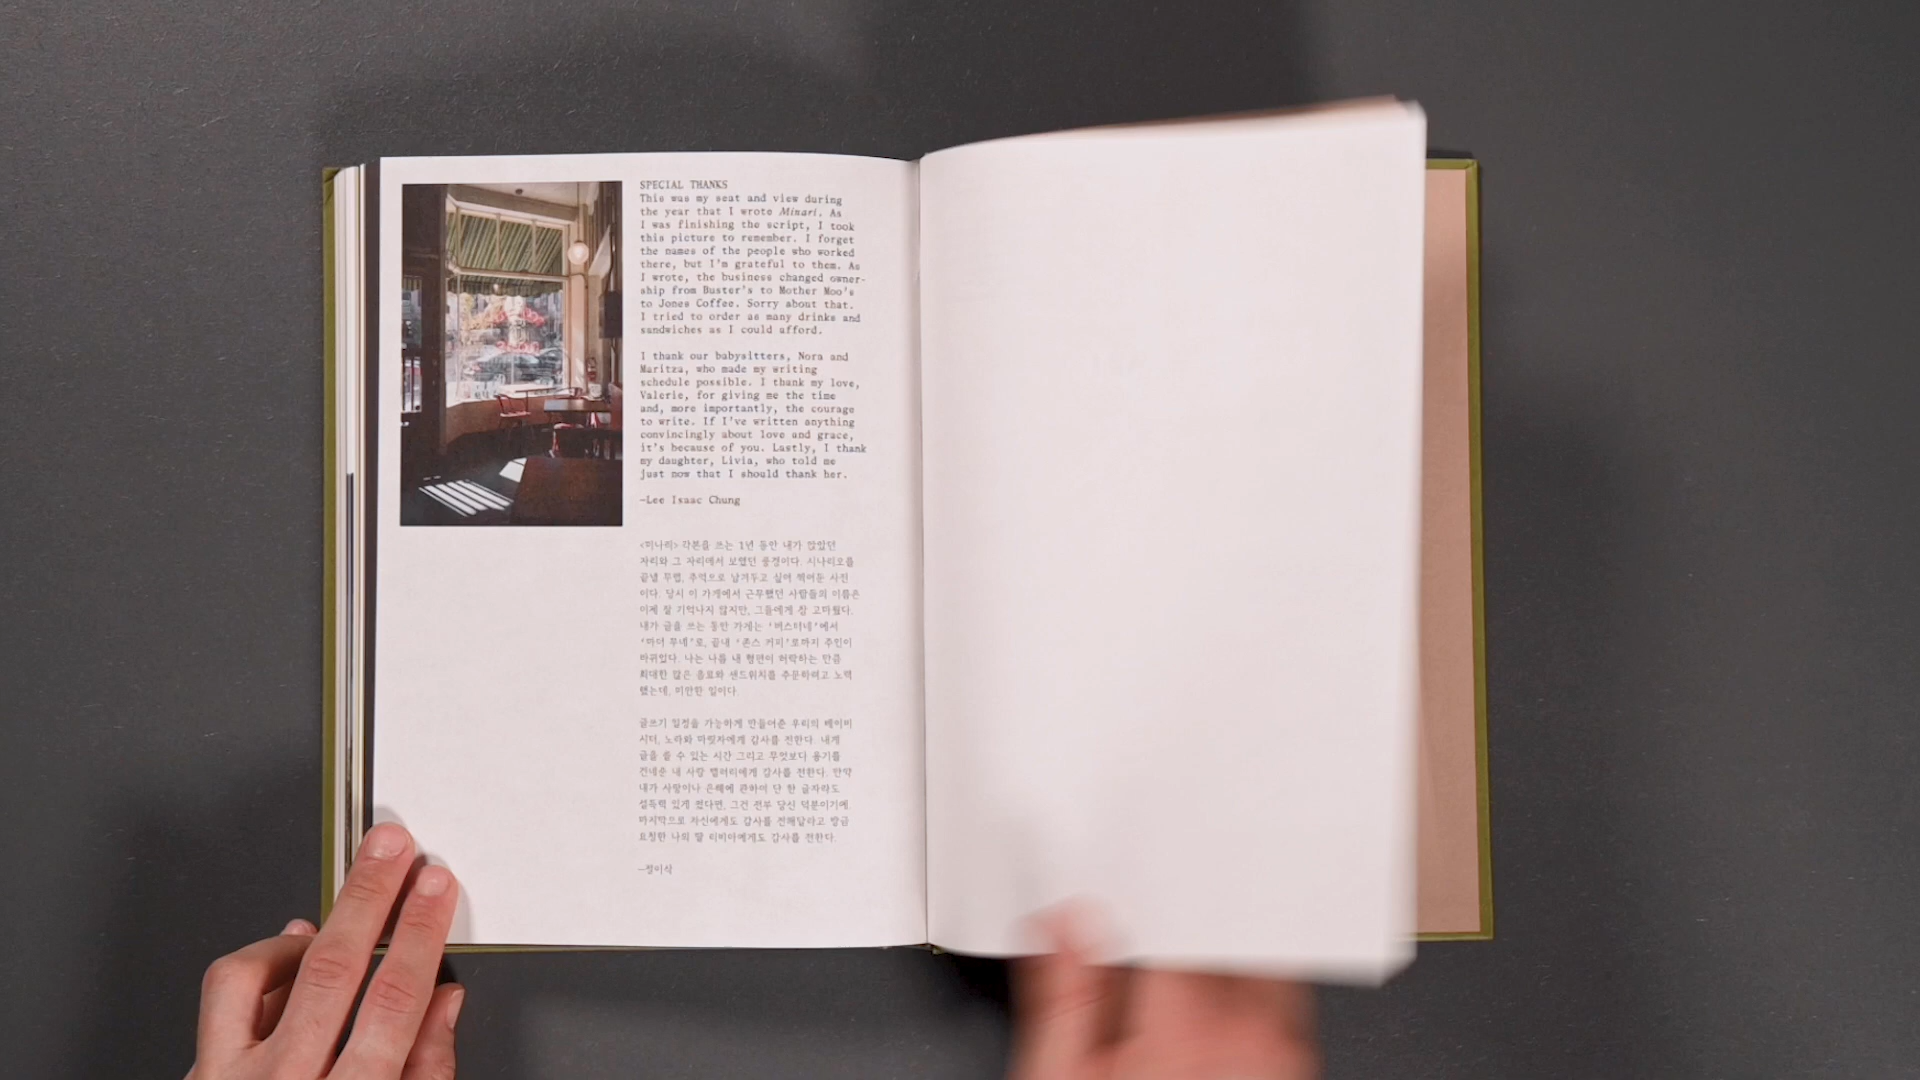 SPECIAL THANKS
This was my seat and view during
the year that I wrote Minari. As
I was finishing the script, I took
this picture to remember. I forget
the names of the people who worked
there, but I'm grateful to them. As
I wrote, the business changed owner-
ship from Buster's to Mother Moo's
to Jones Coffee. Sorry about that.
I tried to order as many drinks and
sandwiches as I could afford.
I thank our babysitters, Nora and
Maritza, who made my writing
schedule possible. I thank my love,
Valerie, for giving me the time
and, more importantly, the courage
to write. If I've written anything
convincingly about love and grace,
it's because of you. Lastly, I thank
my daughter, Livia, who told me
just now that I should thank her.
—Lee Isaac Chung
<미나리> 각본을 쓰는 1년 동안 내가 앉았던
자리와 그 자리에서 보였던 풍경이다. 시나리오를
끝낼 무렵, 추억으로 남겨두고 싶어 찍어둔 사진
이다. 당시 이 가게에서 근무했던 사람들의 이름은
이제 잘 기억나지 않지만, 그들에게 참 고마웠다.
내가 글을 쓰는 동안 가게는 '버스터네'에서
'마더 무네'로, 끝내 '존스 커피'로까지 주인이
바뀌었다. 나는 나름 내 형편이 허락하는 만큼
최대한 많은 음료와 샌드위치를 주문하려고 노력
했는데, 미안한 일이다.
글쓰기 일정을 가능하게 만들어준 우리의 베이비
시터, 노라와 마릿자에게 감사를 전한다. 내게
글을 쓸 수 있는 시간 그리고 무엇보다 용기를
건네준 내 사랑 밸러리에게 감사를 전한다. 만약
내가 사랑이나 은혜에 관하여 단 한 글자라도
설득력 있게 썼다면, 그건 전부 당신 덕분이기에
마지막으로 자신에게도 감사를 전해달라고 방금
요청한 나의 딸 리비아에게도 감사를 전한다.
—정이삭